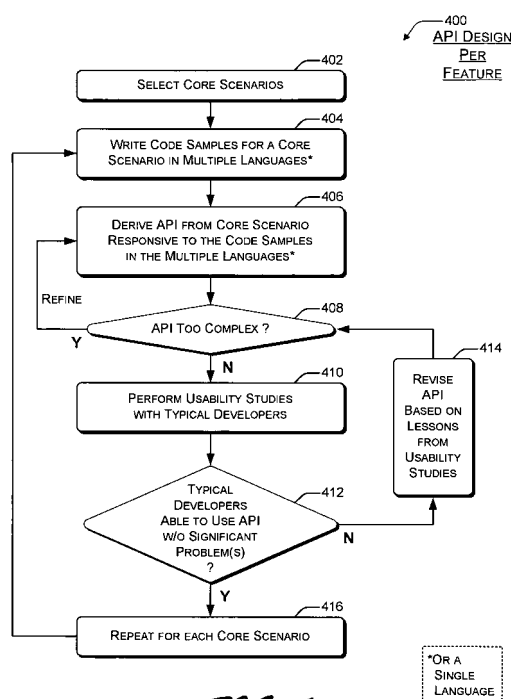 400
API DESIGN
PER
FEATURE
402
SELECT CORE SCENARIOS
404
WRITE CODE SAMPLES FOR A CORE
SCENARIO IN MULTIPLE LANGUAGES*
406
DERIVE API FROM CORE SCENARIO
RESPONSIVE TO THE CODE SAMPLES
IN THE MULTIPLE LANGUAGES*
REFINE
408
API TOO COMPLEX ?
Y
N
410
PERFORM USABILITY STUDIES
WITH TYPICAL DEVELOPERS
414
REVISE
API
BASED ON
LESSONS
FROM
USABILITY
STUDIES
412
TYPICAL
DEVELOPERS
ABLE TO USE API
W/O SIGNIFICANT
PROBLEM(S)
?
N
Y
416
REPEAT FOR EACH CORE SCENARIO
*OR A
SINGLE
LANGUAGE